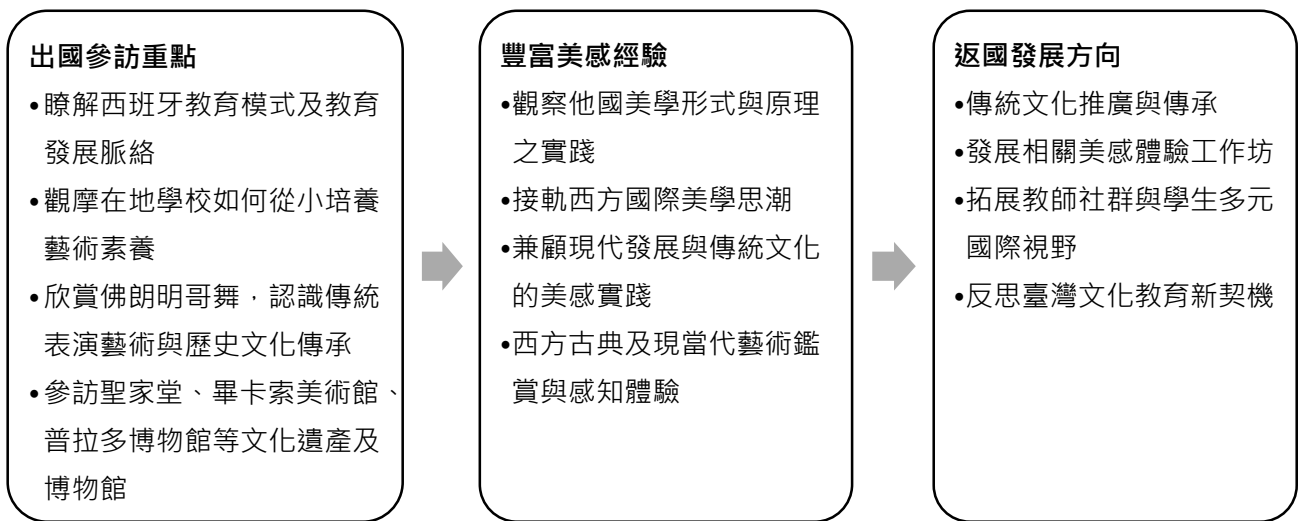 出國參訪重點
•瞭解西班牙教育模式及教育
發展脈絡
•觀摩在地學校如何從小培養
藝術素養
•欣賞佛朗明哥舞，認識傳統
表演藝術與歷史文化傳承
•參訪聖家堂、畢卡索美術館、
普拉多博物館等文化遺產及
博物館
豐富美感經驗
•觀察他國美學形式與原理
之實踐
•接軌西方國際美學思潮
•兼顧現代發展與傳統文化
的美感實踐
•西方古典及現當代藝術鑑
賞與感知體驗
返國發展方向
•傳統文化推廣與傳承
•發展相關美感體驗工作坊
•拓展教師社群與學生多元
國際視野
•反思臺灣文化教育新契機